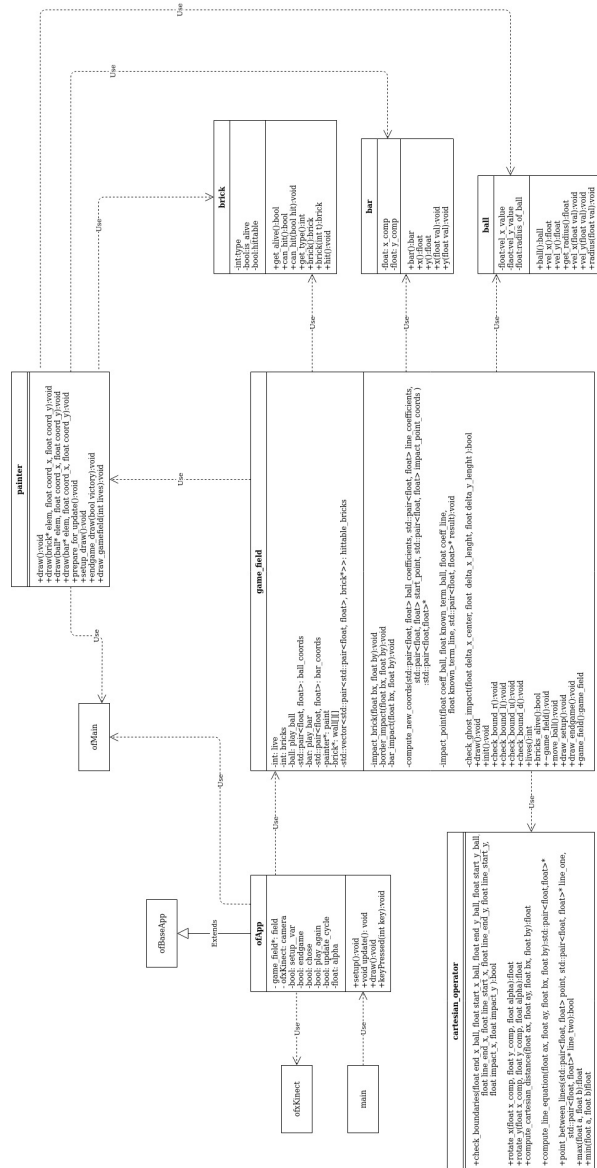 painter
+draw():void
+draw(brick* elem, float coord_x, float coord_y):void
+draw(ball* elem, float coord_x, float coord_y):void
+draw(bar* elem, float coord_x, float coord_y):void
+prepare_for_update():void
+setup_draw():void
+endgame_draw(bool victory):void
+draw_gamefield(int lives):void
Use
Use
Use
Use
Use
brick
-int:type
-bool:is_alive
-bool:hittable
+get_alive():bool
+can_hit():bool
+can_hit(bool hit):void
+get_type():int
+brick():brick
+brick(int t):brick
+hit():void
bar
-float: x_comp
-float: y_comp
+bar():bar
+x():float
+y():float
+x(float val):void
+y(float val):void
ball
-float:vel_x_value
-flaot:vel_y_value
-float:radius_of_ball
+ball():ball
+vel_x():float
+vel_y():float
+get_radius():float
+vel_x(float val):void
+vel_y(float val):void
+radius(float val):void
Use
Use
Use
game_field
-int: live
-int: bricks
-ball: play_ball
-std::pair<float, float>: ball_coords
-bar: play_bar
-std::pair<float, float>: bar_coords
-painter*: paint
-brick*: wall[][]
-std::vector<std::pair<std::pair<float, float>, brick*>>: hittable_bricks
-impact_brick(float bx, float by):void
-border_impact(float bx, float by):void
-bar_impact(float bx, float by):void
-compute_new_coords(std::pair<float, float> ball_coefficients, std::pair<float, float> line_coefficients,
std::pair<float, float> start_point, std::pair<float, float> impact_point_coords )
:std::pair<float,float>*
-impact_point(float coeff_ball, float known_term_ball, float coeff_line,
float known_term_line, std::pair<float, float>* result):void
-check_ghost_impact(float delta_x_center, float delta_x_lenght, float delta_y_lenght ):bool
+draw():void
+init():void
+check_bound_r():void
+check_bound_l():void
+check_bound_u():void
+check_bound_d():void
+lives():int
+bricks_alive():bool
+~game_field():void
+move_ball():void
+draw_setup():void
+draw_endgame():void
+game_field():game_field
ofMain
Use
Use
ofBaseApp
Extends
ofApp
- game_field*: field
- ofxKinect: camera
-bool: setup_var
-bool: endgame
-bool: chose
-bool: play_again
-bool: update_cycle
-float: alpha
+setup():void
+void update(): void
+draw():void
+keyPressed(int key):void
Use
Use
Use
ofxKinect
main
cartesian_operator
+check_boundaries(float end_x_ball, float start_x_ball, float end_y_ball, float start_y_ball,
float line_end_x, float line_start_x, float line_end_y, float line_start_y,
float impact_x, float impact_y ):bool
+rotate_x(float x_comp, float y_comp, float alpha):float
+rotate_y(float x_comp, float y_comp, float alpha):float
+compute_cartesian_distance(float ax, float ay, float bx, float by):float
+compute_line_equation(float ax, float ay, float bx, float by):std::pair<float,float>*
+point_between_lines(std::pair<float, float> point, std::pair<float, float>* line_one,
std::pair<float, float>* line_two):bool
+max(float a, float b):float
+min(float a, float b)float